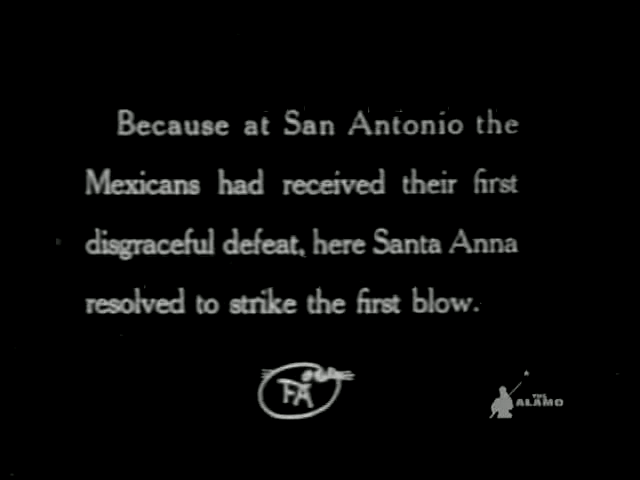 Because at San Antonio the
Mexicans had received their first
disgraceful defeat, here Santa Anna
resolved to strike the first blow.
FA
THE
ALAMO